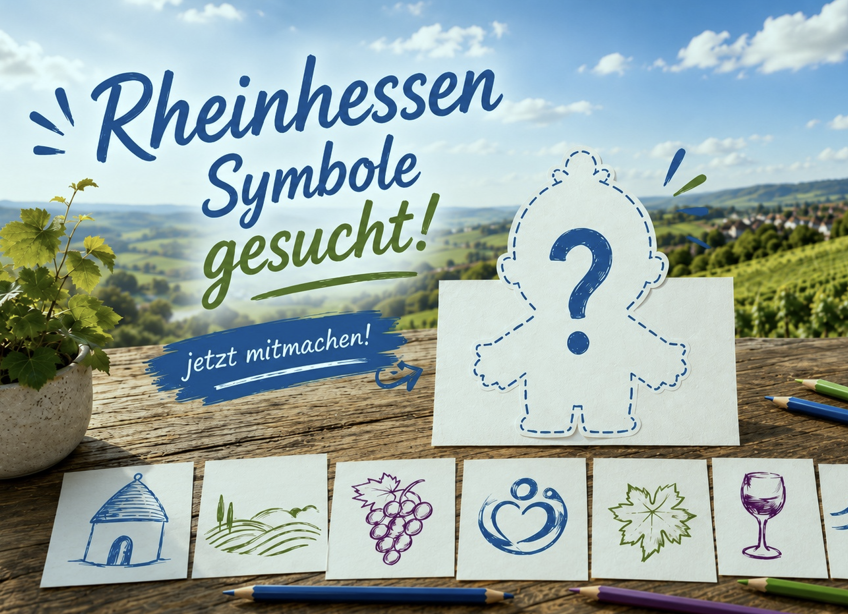 Rheinhessen
Symbole
gesucht!
jetzt mitmachen!
?